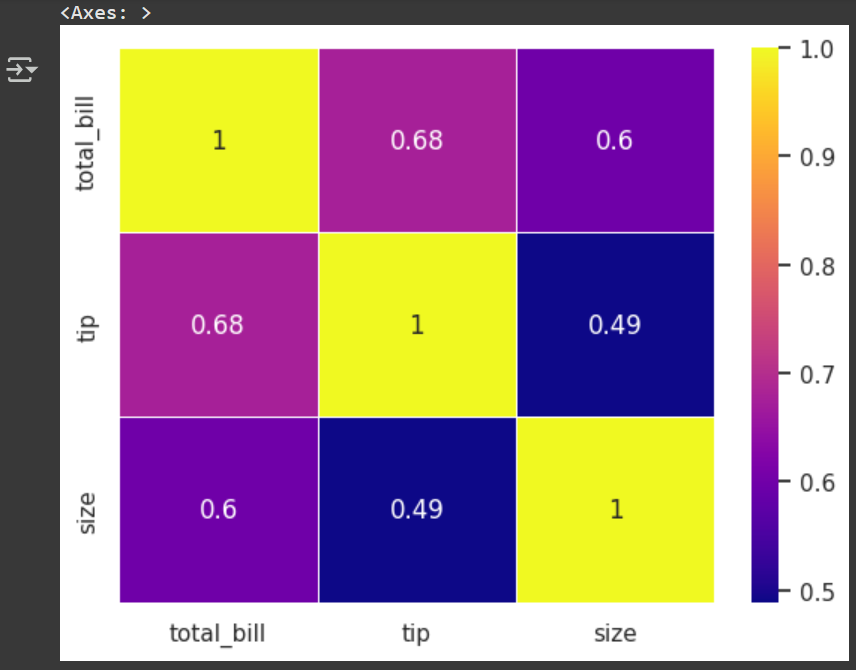 <Axes: >
total_bill 1 0.68 0.6
tip 0.68 1 0.49
size 0.6 0.49 1
total_bill tip size
1.0
0.9
0.8
0.7
0.6
0.5